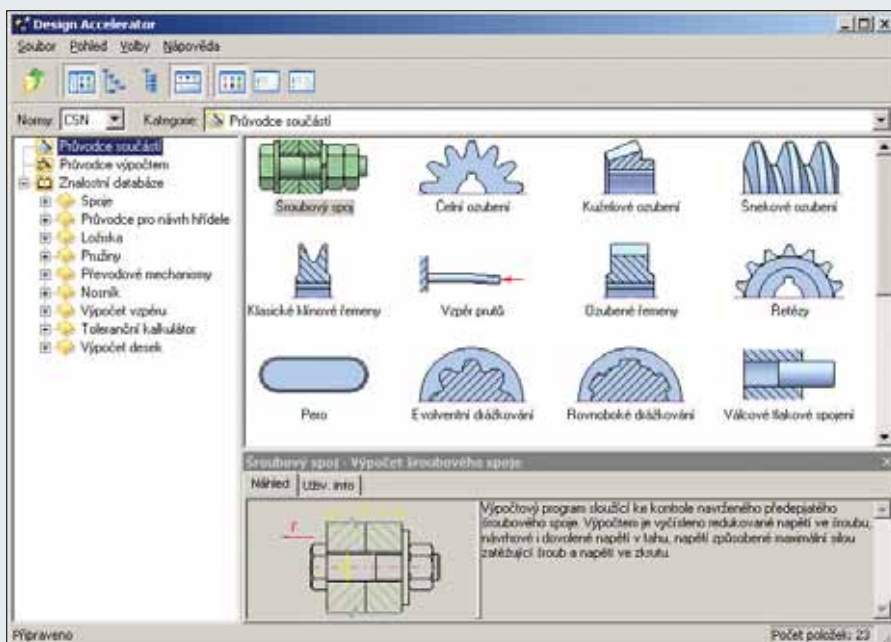 Design Accelerator
Soubor Pohled Volby Nápověda
Normy: ČSN Kategorie: Průvodce součástí
Průvodce součástí
Průvodce výpočtem
Znalostní databáze
Spoje
Průvodce pro návrh hřídele
Ložiska
Pružiny
Převodové mechanismy
Nosník
Výpočet vzpěru
Toleranční kalkulátor
Výpočet desek
Šroubový spoj
Čelní ozubení
Kuželové ozubení
Šnekové ozubení
Klasické klínové řemeny
Vzpěr prutů
Ozubené řemeny
Řetězy
Pero
Evolventní drážkování
Rovnoboké drážkování
Válcové tlakové spojení
Šroubový spoj - Výpočet šroubového spoje
Náhled Uživ. info
Výpočtový program sloužící ke kontrole navrženého předepjatého
šroubového spoje. Výpočtem je vyčísleno redukované napětí ve šroubu,
návrhové i dovolené napětí v tahu, napětí způsobené maximální silou
zatěžující šroub a napětí ve zkrutu.
F
Připraveno
Počet položek: 23